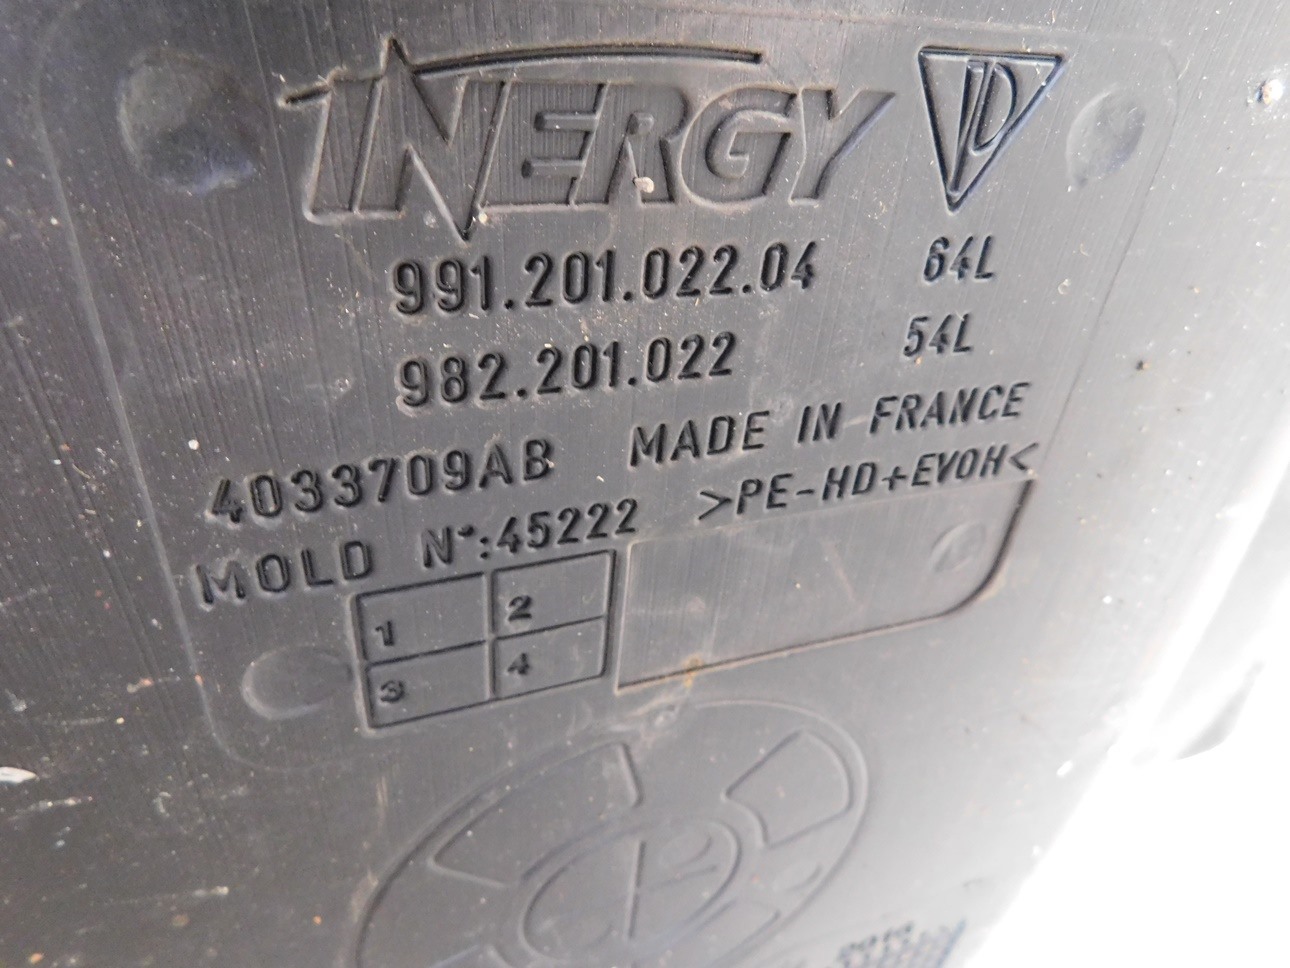 INERGY
991.201.022.04 64L
982.201.022 54L
4033709AB MADE IN FRANCE
MOLD N°:45222 >PE-HD+EVOH<
1 2
3 4